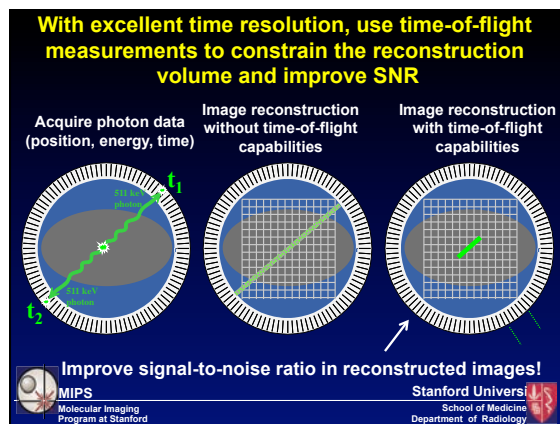 With excellent time resolution, use time-of-flight
measurements to constrain the reconstruction
volume and improve SNR
Acquire photon data
(position, energy, time)
Image reconstruction
without time-of-flight
capabilities
Image reconstruction
with time-of-flight
capabilities
t1
511 keV
photon
511 keV
photon
t2
Improve signal-to-noise ratio in reconstructed images!
MIPS
Molecular Imaging
Program at Stanford
Stanford Universi
School of Medicine
Department of Radiology